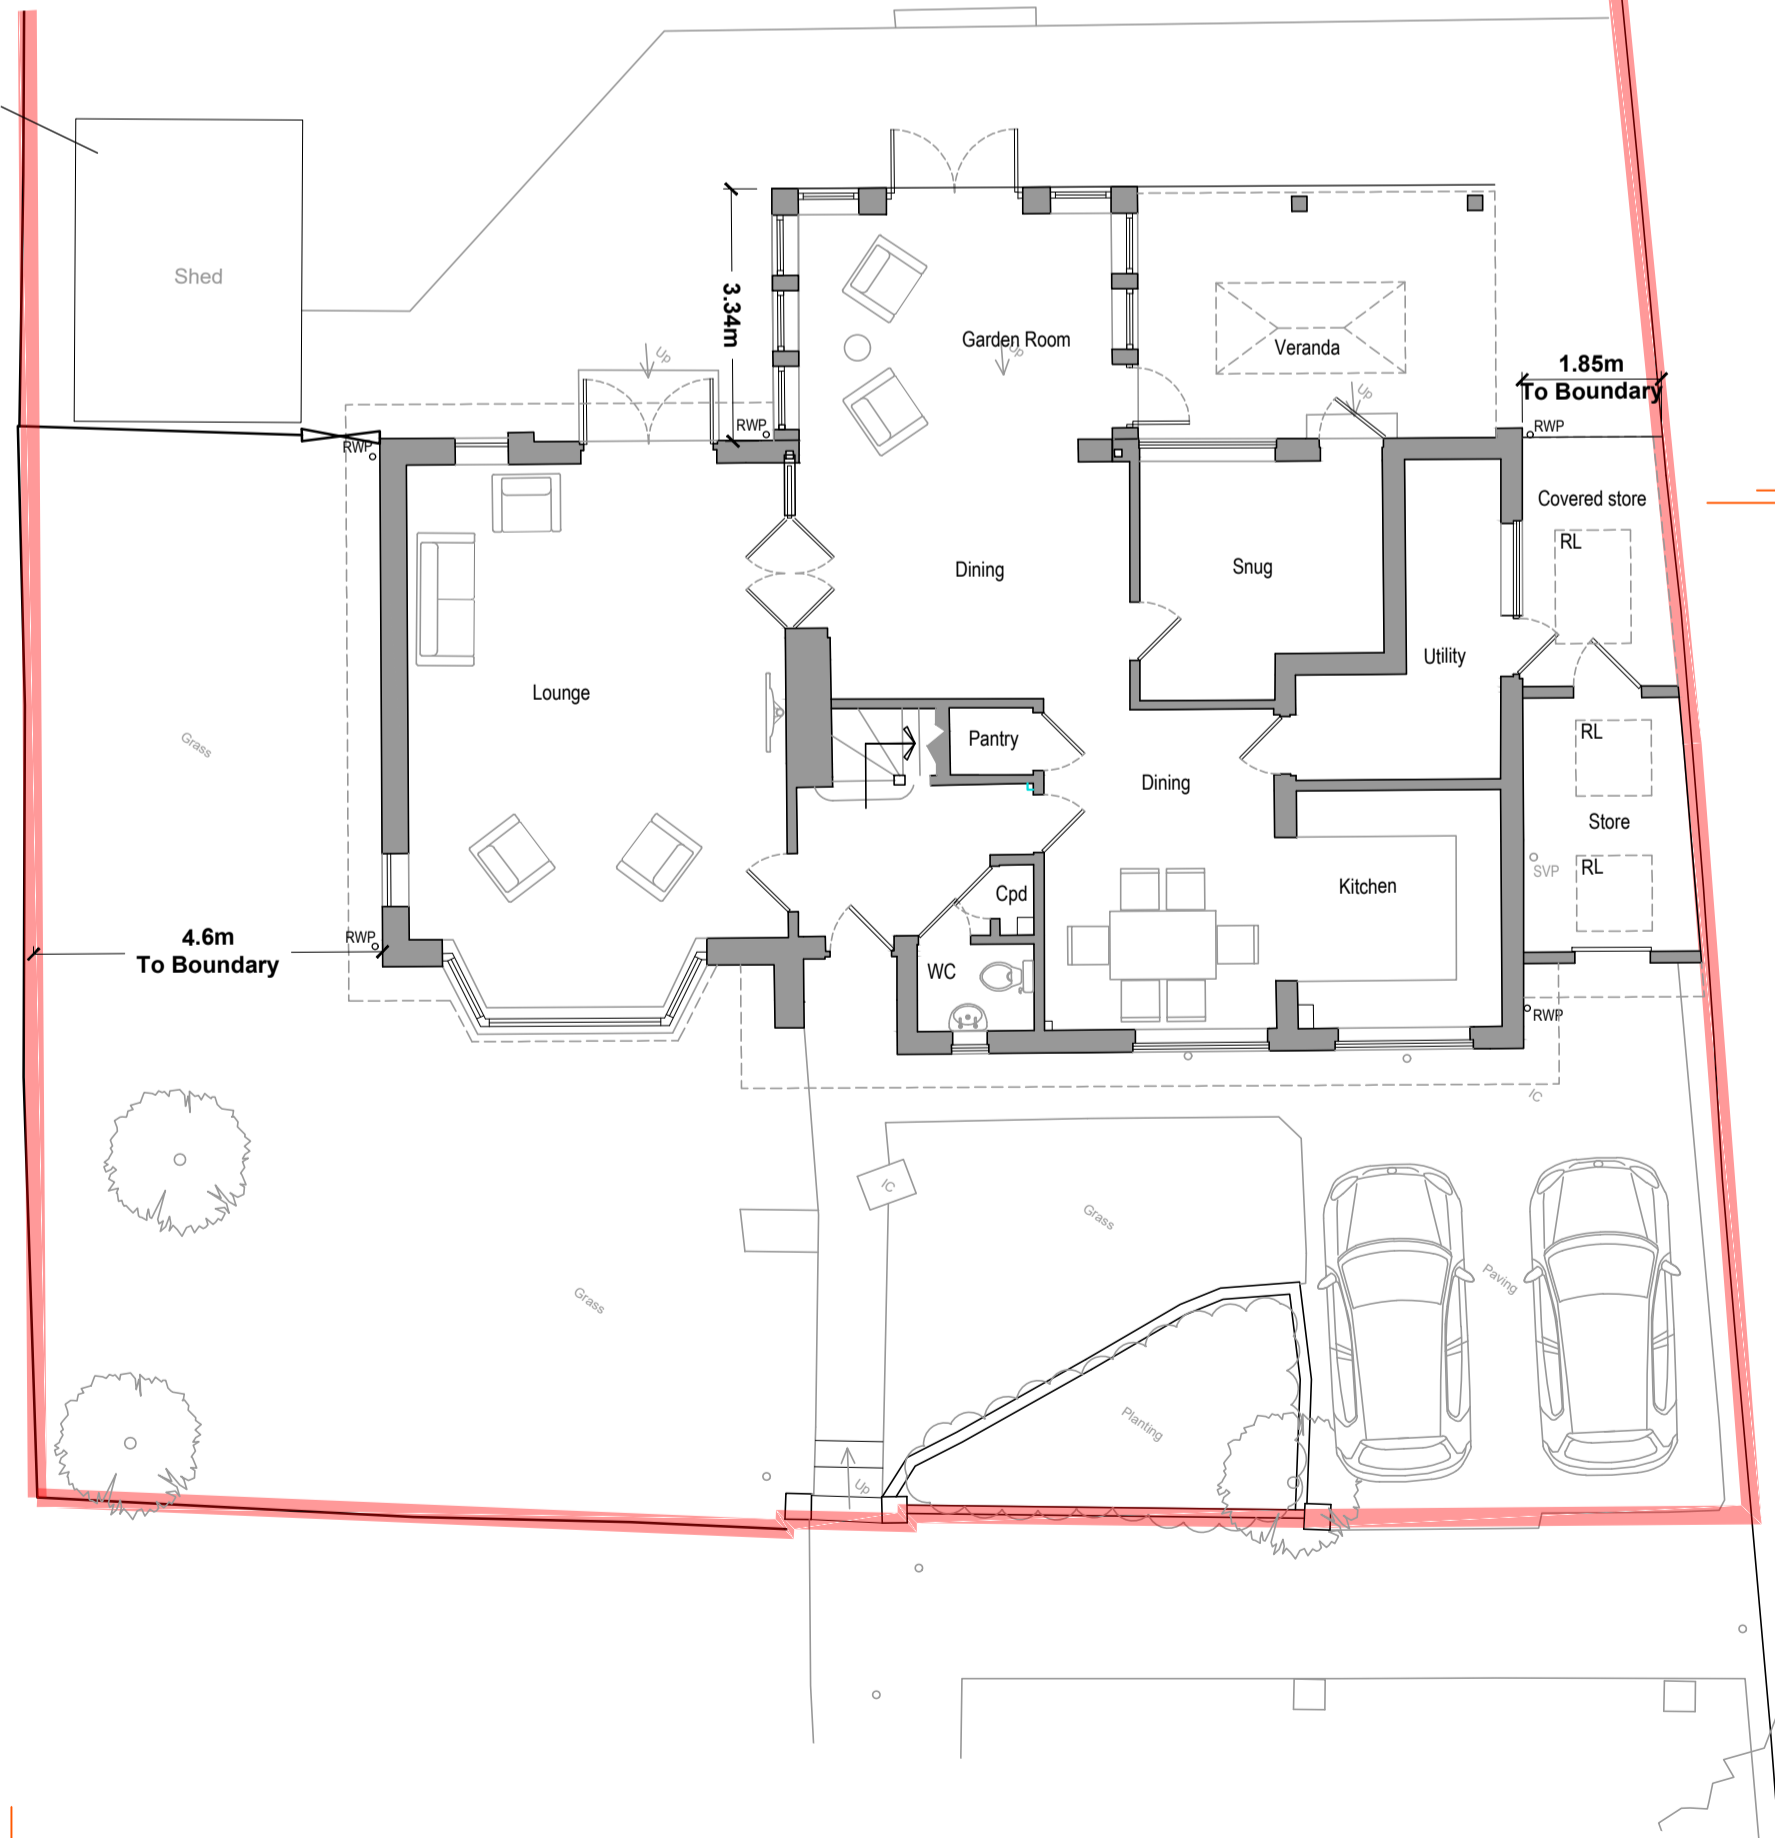 Shed
3.34m
Garden Room
Up
Up
Veranda
Up
1.85m
To Boundary
RWP
RWP
RWP
Covered store
RL
Dining
Snug
Utility
Lounge
Grass
Pantry
Dining
RL
Store
RL
SVP
Kitchen
Cpd
WC
4.6m
To Boundary
RWP
RWP
IC
IC
Grass
Grass
Paving
Planting
Up